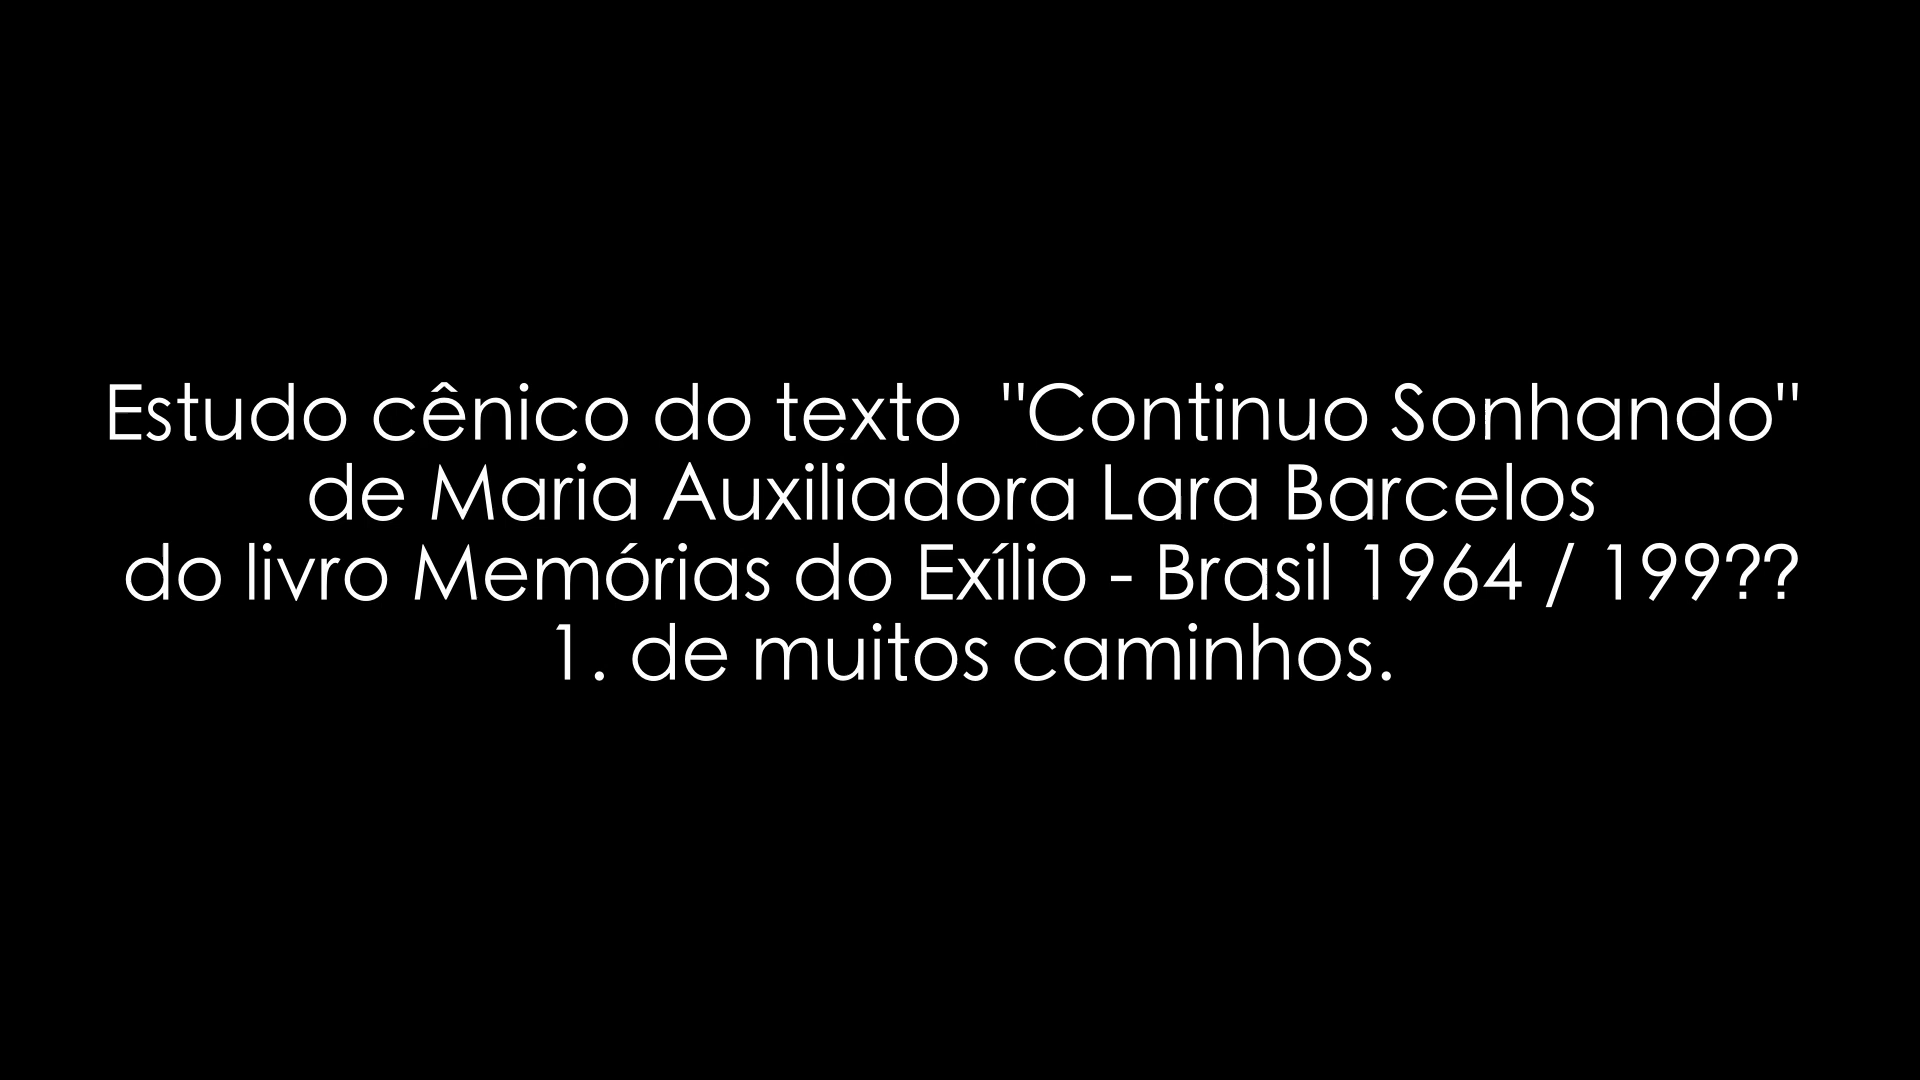 Estudo cênico do texto  "Continuo Sonhando"
de Maria Auxiliadora Lara Barcelos
do livro Memórias do Exílio - Brasil 1964 / 199??
1. de muitos caminhos.